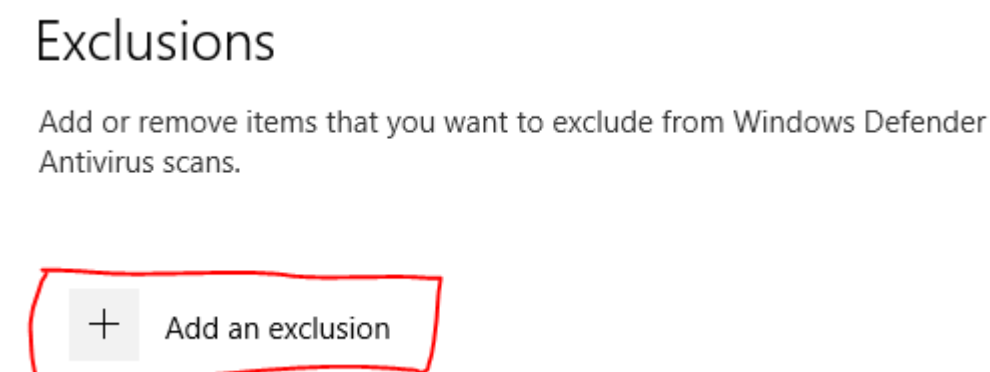 Exclusions
Add or remove items that you want to exclude from Windows Defender
Antivirus scans.
+ Add an exclusion